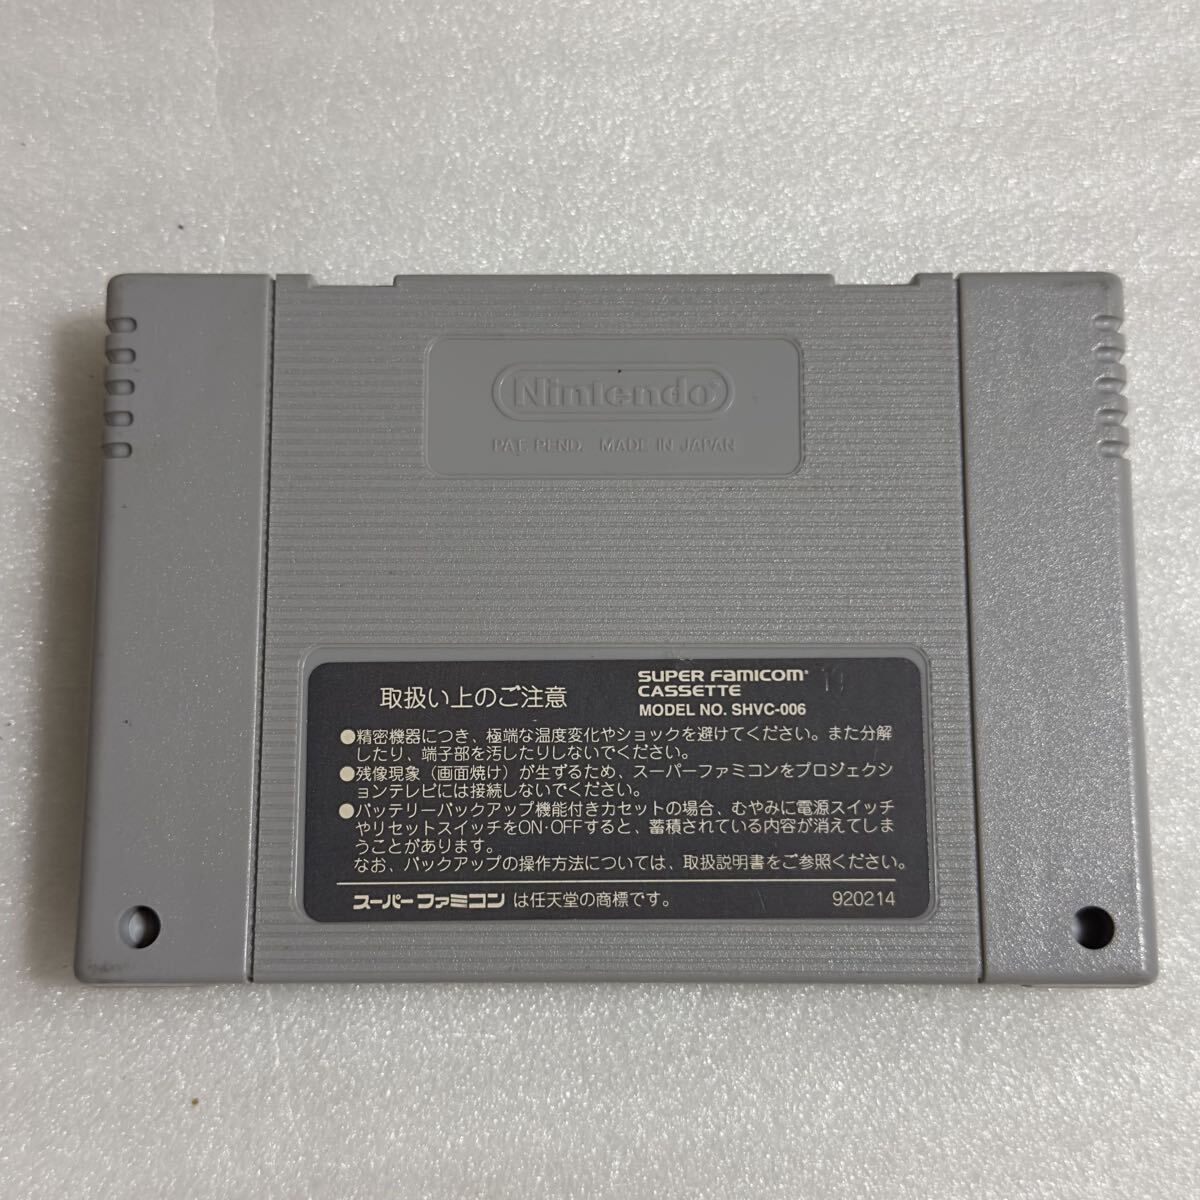 Nintendo®
PAT. PEND. MADE IN JAPAN
取扱い上のご注意
SUPER FAMICOM®
CASSETTE
MODEL NO. SHVC-006
●精密機器につき、極端な温度変化やショックを避けてください。また分解
したり、端子部を汚したりしないでください。
●残像現象（画面焼け）が生ずるため、スーパーファミコンをプロジェクシ
ョンテレビには接続しないでください。
●バッテリーバックアップ機能付きカセットの場合、むやみに電源スイッチ
やリセットスイッチをON・OFFすると、蓄積されている内容が消えてしま
うことがあります。
なお、バックアップの操作方法については、取扱説明書をご参照ください。
スーパーファミコン は任天堂の商標です。
920214